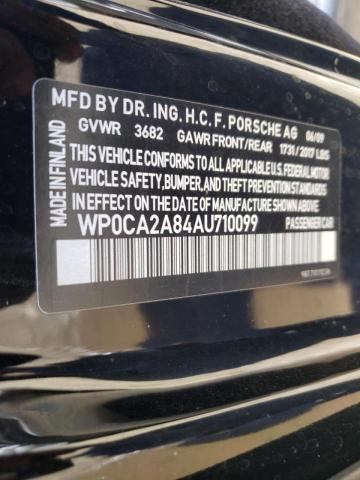 MFD BY DR. ING. H.C. F. PORSCHE AG 06/09
GVWR 3682 GAWR FRONT/REAR 1731/2017 LBS
THIS VEHICLE CONFORMS TO ALL APPLICABLE U.S. FEDERAL MOTOR
VEHICLE SAFETY, BUMPER, AND THEFT PREVENTION STANDARDS
IN EFFECT ON THE DATE OF MANUFACTURE SHOWN ABOVE.
WP0CA2A84AU710099 PASSENGER CAR
MADE IN FINLAND